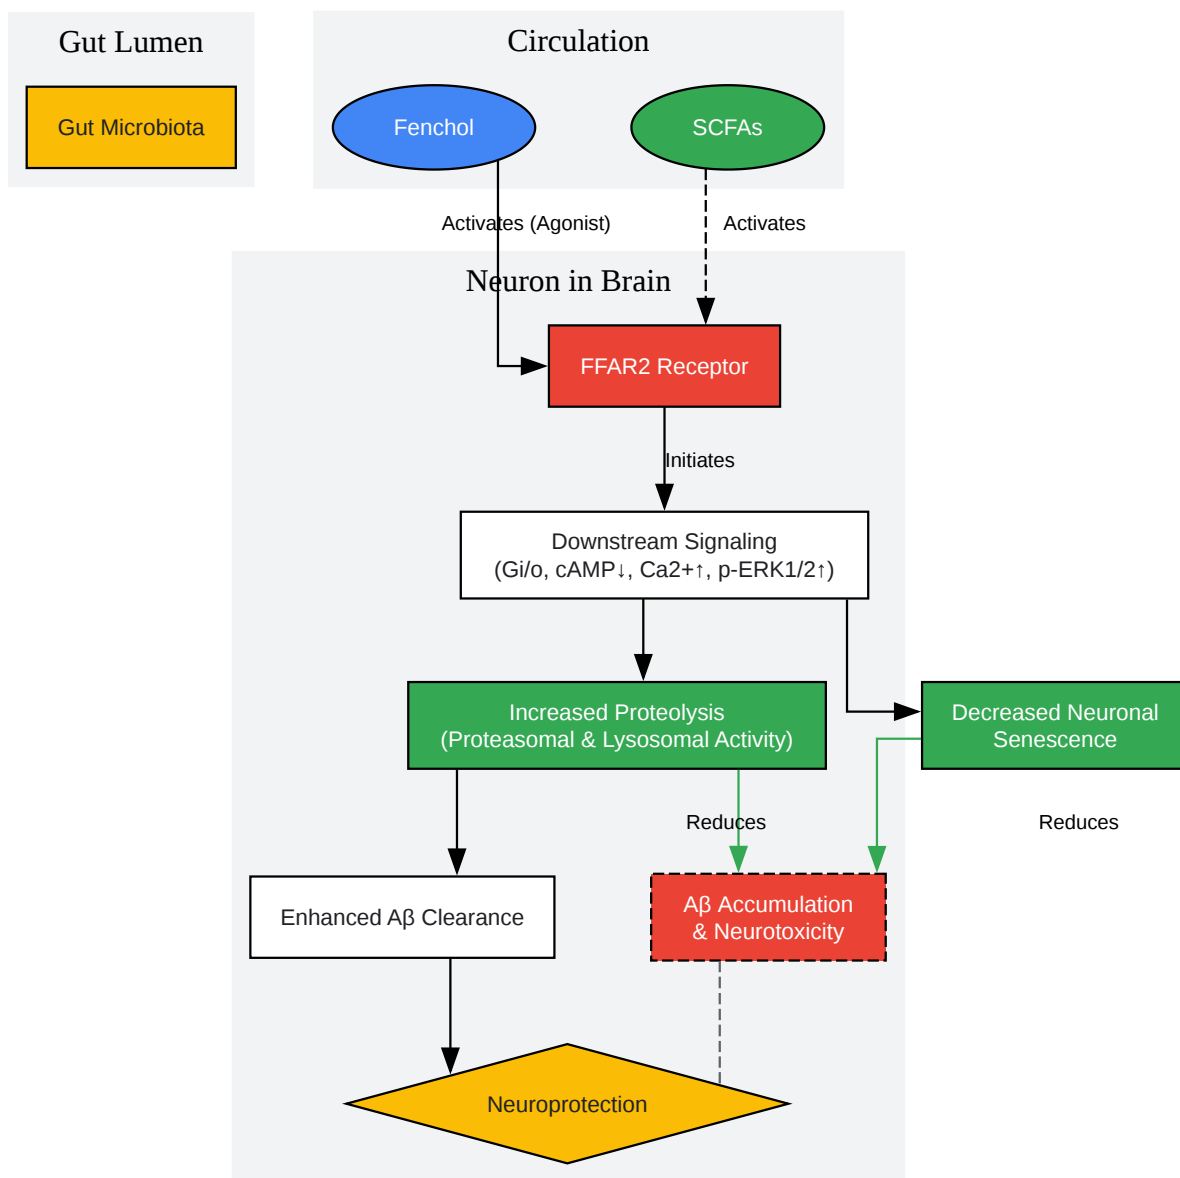 Gut Lumen
Circulation
Gut Microbiota
Fenchol
SCFAs
Activates (Agonist)
Activates
Neuron in Brain
FFAR2 Receptor
Initiates
Downstream Signaling
(Gi/o, cAMP↓, Ca2+↑, p-ERK1/2↑)
Increased Proteolysis
(Proteasomal & Lysosomal Activity)
Decreased Neuronal
Senescence
Reduces
Reduces
Enhanced Aβ Clearance
Aβ Accumulation
& Neurotoxicity
Neuroprotection